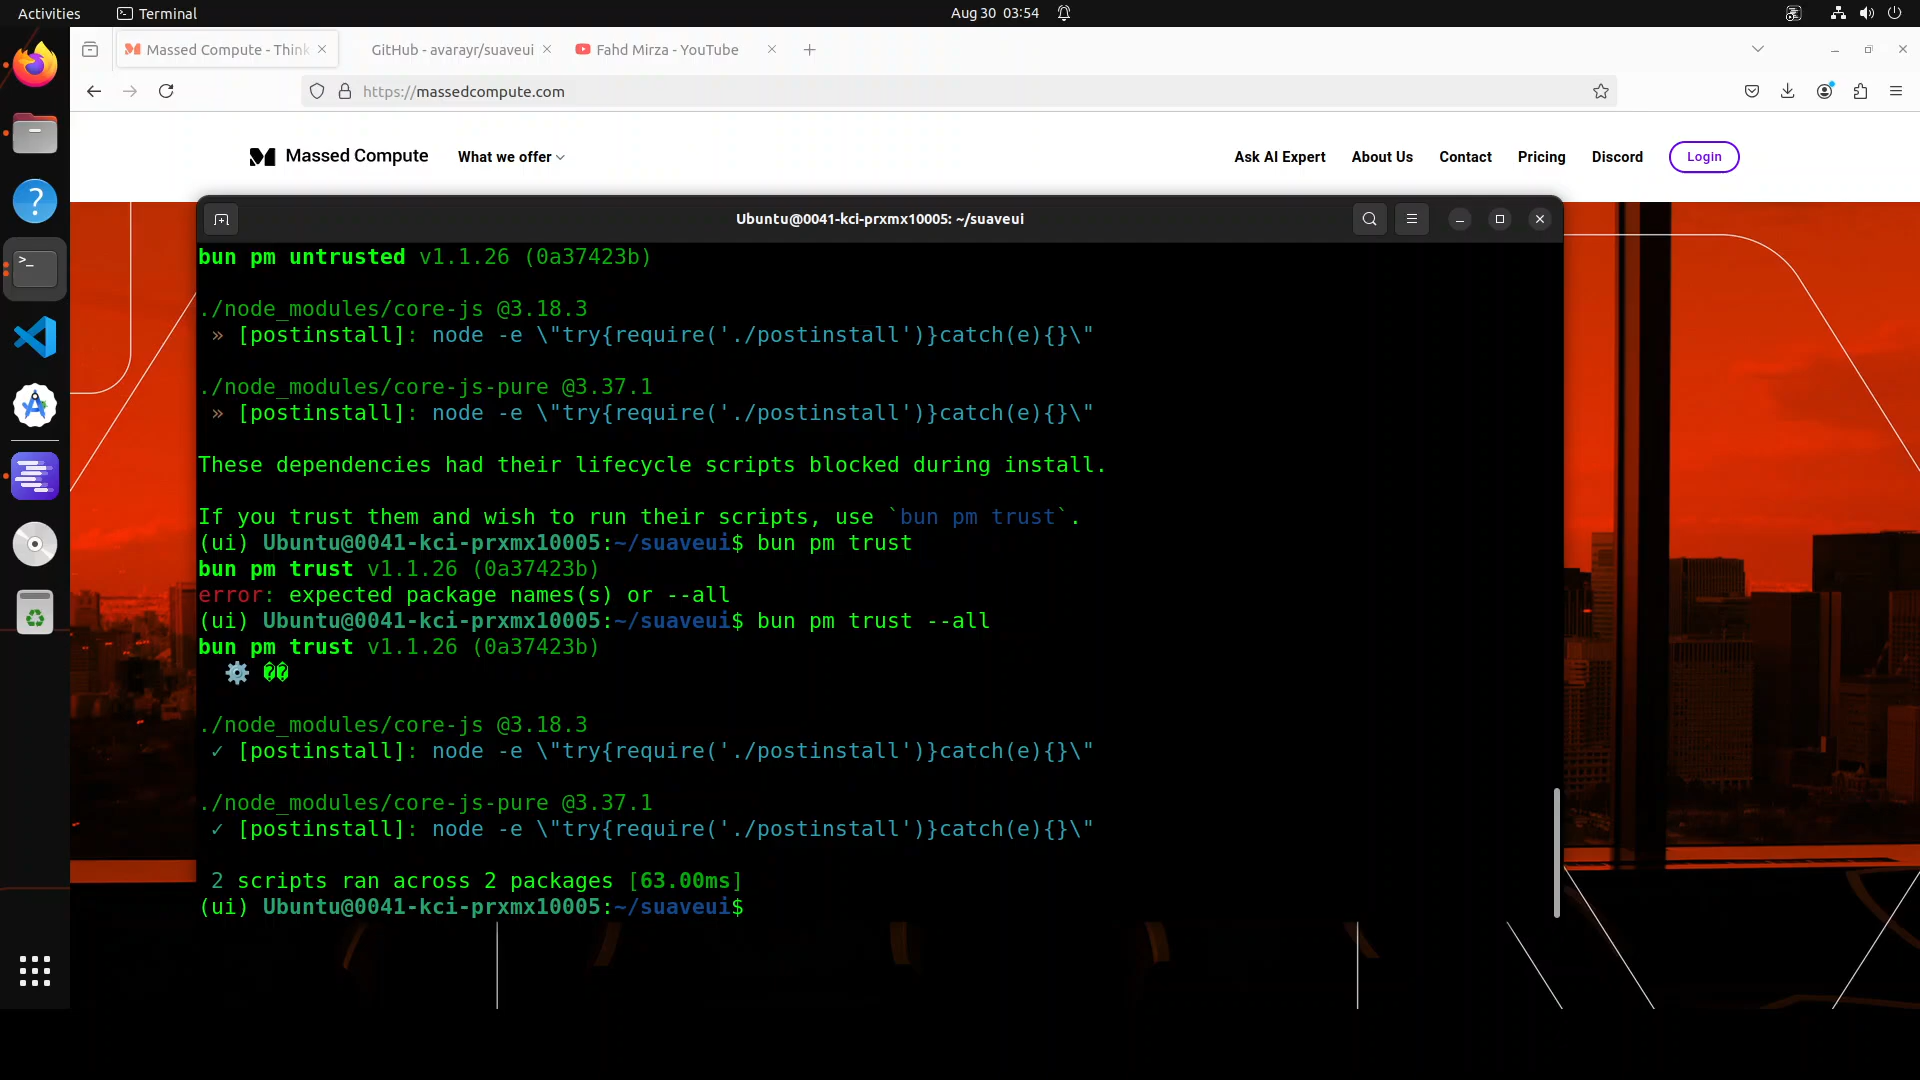 Activities
Terminal
Aug 30 03:54
Massed Compute - Think
GitHub - avarayr/suaveui
Fahd Mirza - YouTube
https://massedcompute.com
Massed Compute
What we offer
Ask AI Expert
About Us
Contact
Pricing
Discord
Login
Ubuntu@0041-kci-prxmx10005: ~/suaveui
bun pm untrusted v1.1.26 (0a37423b)
./node_modules/core-js @3.18.3
» [postinstall]: node -e \"try{require('./postinstall')}catch(e){}\"
./node_modules/core-js-pure @3.37.1
» [postinstall]: node -e \"try{require('./postinstall')}catch(e){}\"
These dependencies had their lifecycle scripts blocked during install.
If you trust them and wish to run their scripts, use `bun pm trust`.
(ui) Ubuntu@0041-kci-prxmx10005:~/suaveui$ bun pm trust
bun pm trust v1.1.26 (0a37423b)
error: expected package names(s) or --all
(ui) Ubuntu@0041-kci-prxmx10005:~/suaveui$ bun pm trust --all
bun pm trust v1.1.26 (0a37423b)
⚙️ ��
./node_modules/core-js @3.18.3
✓ [postinstall]: node -e \"try{require('./postinstall')}catch(e){}\"
./node_modules/core-js-pure @3.37.1
✓ [postinstall]: node -e \"try{require('./postinstall')}catch(e){}\"
2 scripts ran across 2 packages [63.00ms]
(ui) Ubuntu@0041-kci-prxmx10005:~/suaveui$